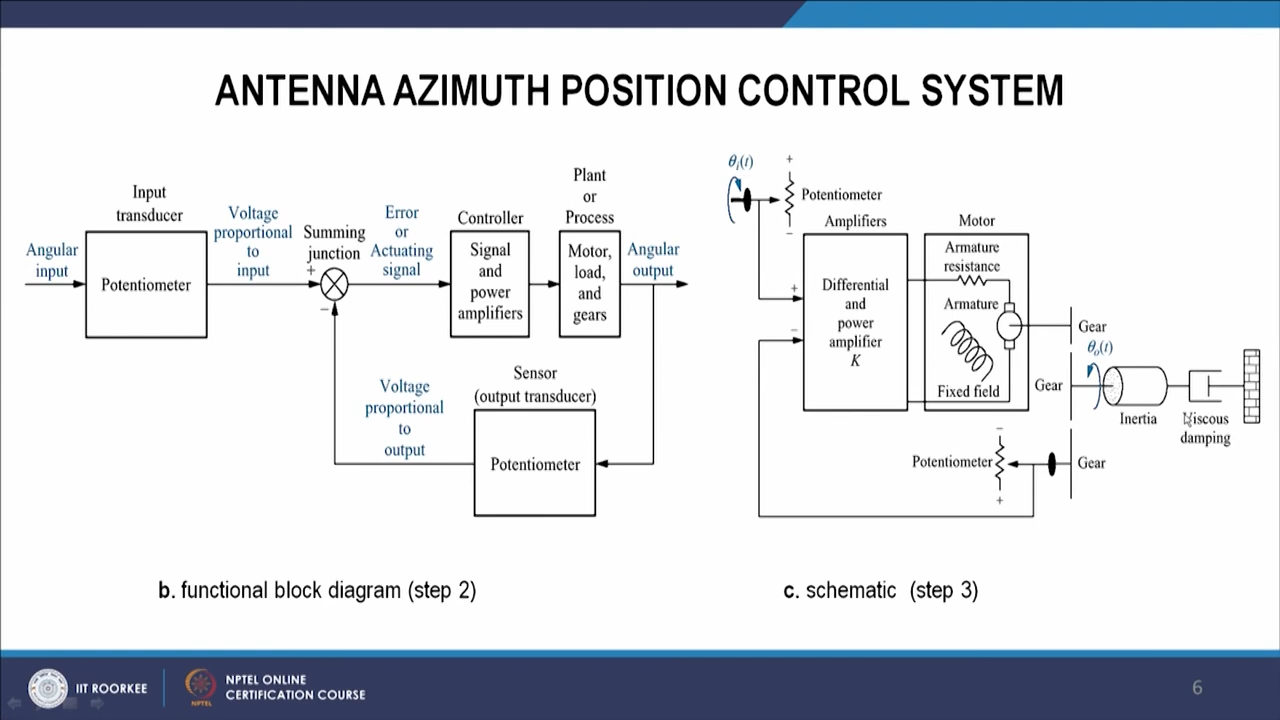 ANTENNA AZIMUTH POSITION CONTROL SYSTEM
Input
transducer
Angular
input
Potentiometer
Voltage
proportional
to
input
Summing
junction
+
−
Error
or
Actuating
signal
Controller
Signal
and
power
amplifiers
Plant
or
Process
Motor,
load,
and
gears
Angular
output
Voltage
proportional
to
output
Sensor
(output transducer)
Potentiometer
b. functional block diagram (step 2)
θi(t)
+
Potentiometer
−
Amplifiers
+
−
Differential
and
power
amplifier
K
Motor
Armature
resistance
Armature
Fixed field
Gear
θo(t)
Gear
Inertia
Viscous
damping
−
Potentiometer
+
Gear
c. schematic (step 3)
IIT ROORKEE
NPTEL
NPTEL ONLINE
CERTIFICATION COURSE
6